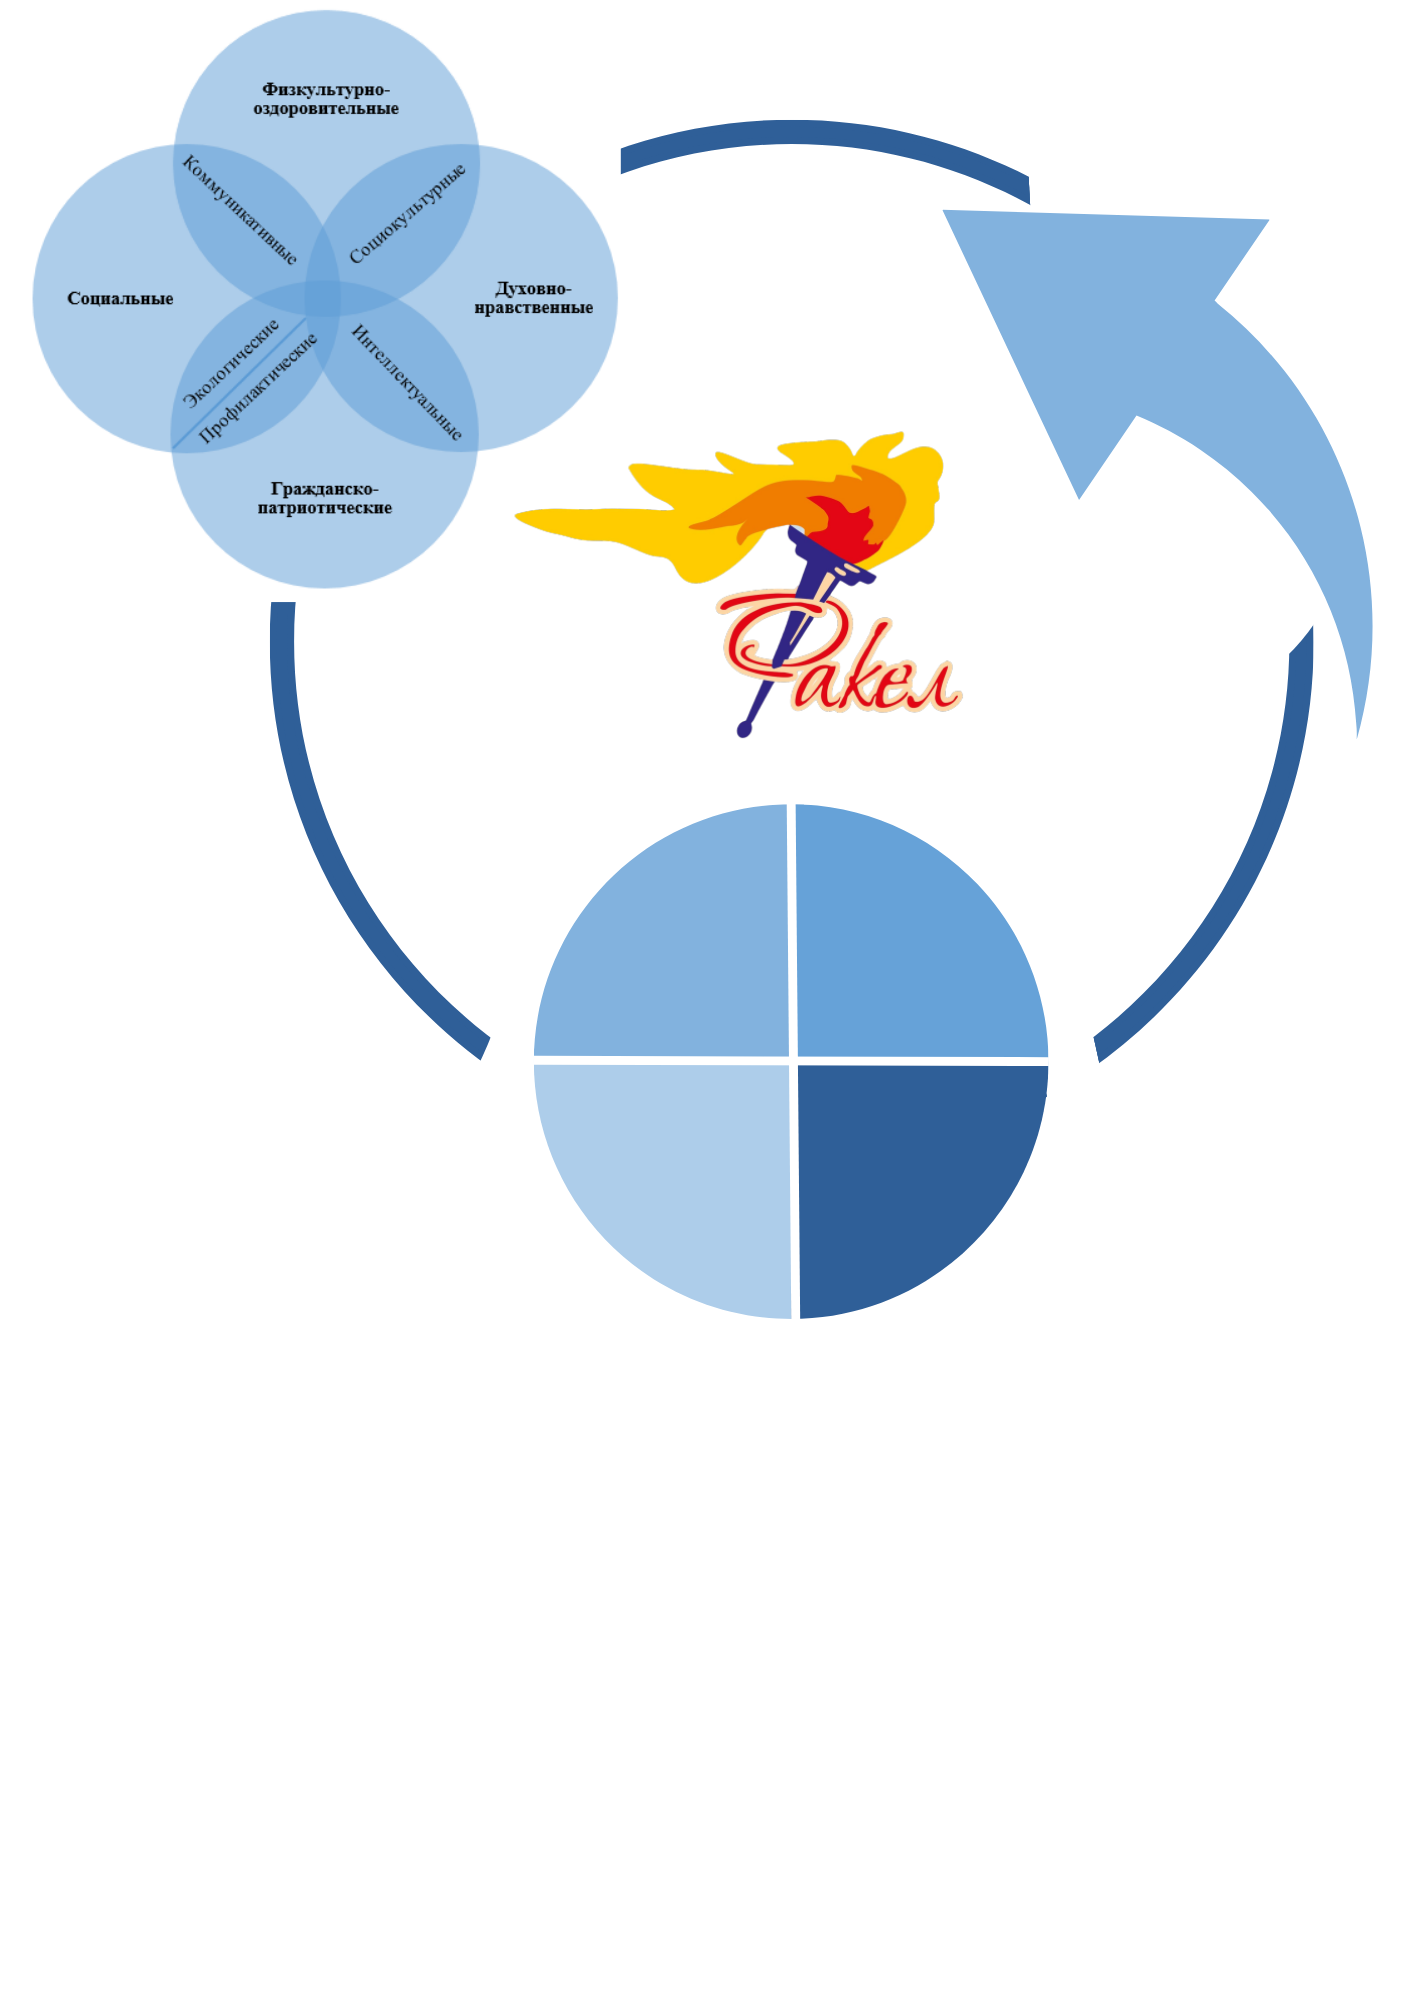 Физкультурно-
оздоровительные
Коммуникативные
Социокультурные
Социальные
Духовно-
нравственные
Экологические
Профилактические
Интеллектуальные
Гражданско-
патриотические
Факел